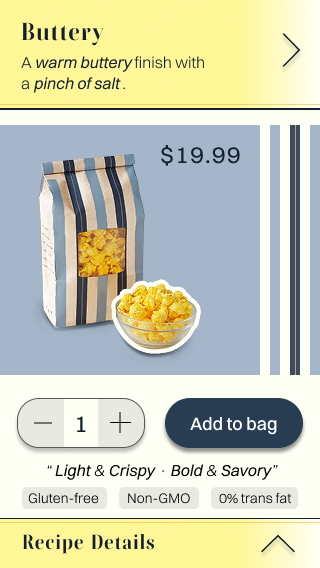 Buttery
A warm buttery finish with
a pinch of salt.
$19.99
1
Add to bag
“ Light & Crispy · Bold & Savory”
Gluten-free
Non-GMO
0% trans fat
Recipe Details